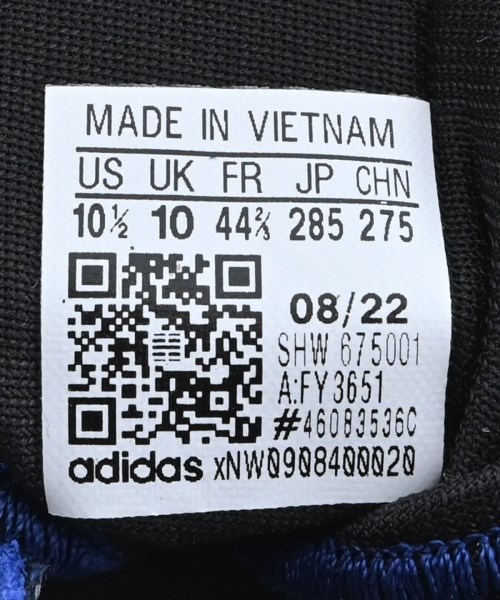 MADE IN VIETNAM
US UK FR JP CHN
10½ 10 44⅔ 285 275
08/22
SHW 675001
A:FY3651
#46083536C
adidas xNW0908400020